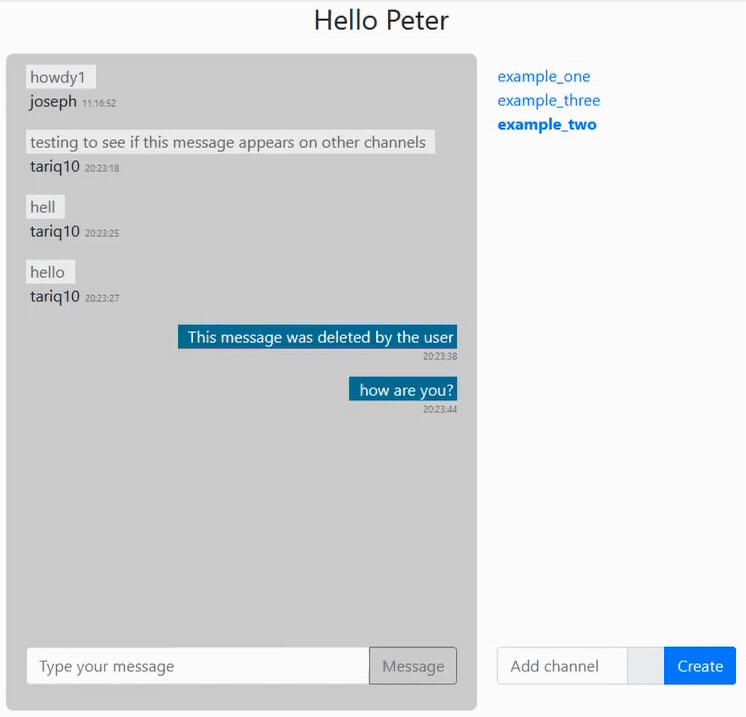 Hello Peter
howdy1
joseph 11:16:52
testing to see if this message appears on other channels
tariq10 20:23:18
hell
tariq10 20:23:25
hello
tariq10 20:23:27
This message was deleted by the user
20:23:38
how are you?
20:23:44
Type your message
Message
example_one
example_three
example_two
Add channel
Create